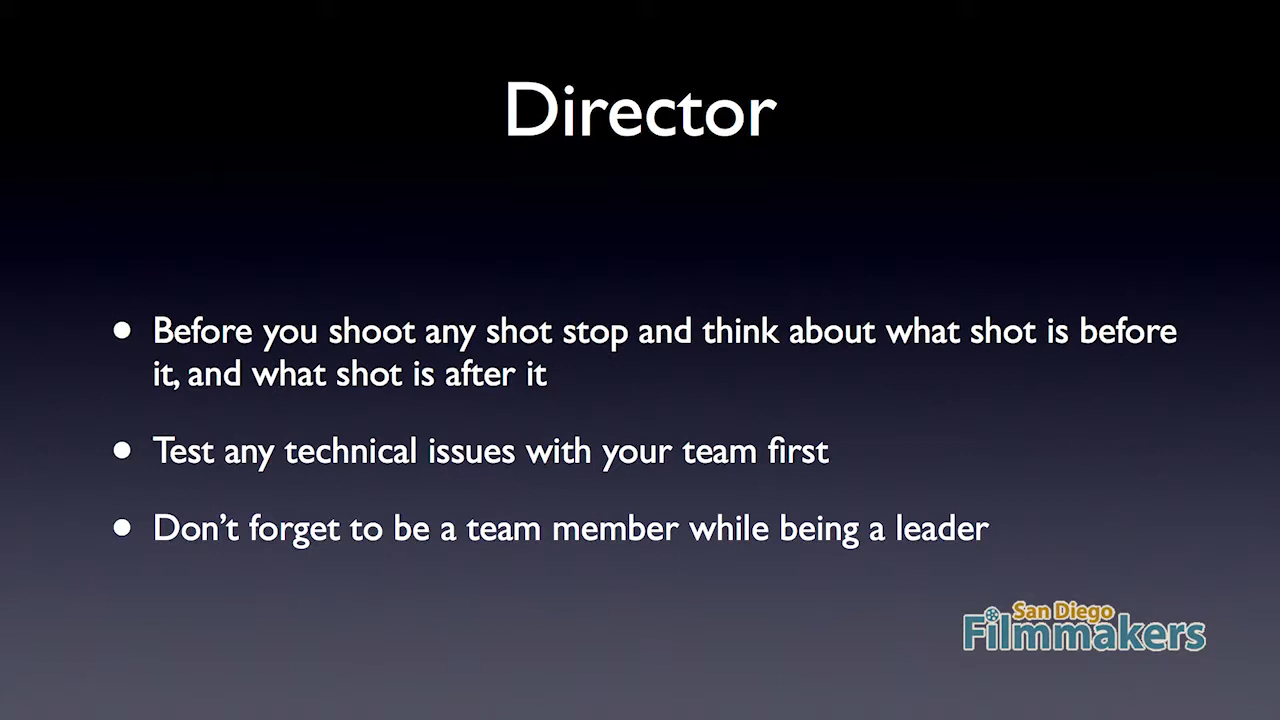 Director
• Before you shoot any shot stop and think about what shot is before
it, and what shot is after it
• Test any technical issues with your team first
• Don’t forget to be a team member while being a leader
San Diego
Filmmakers